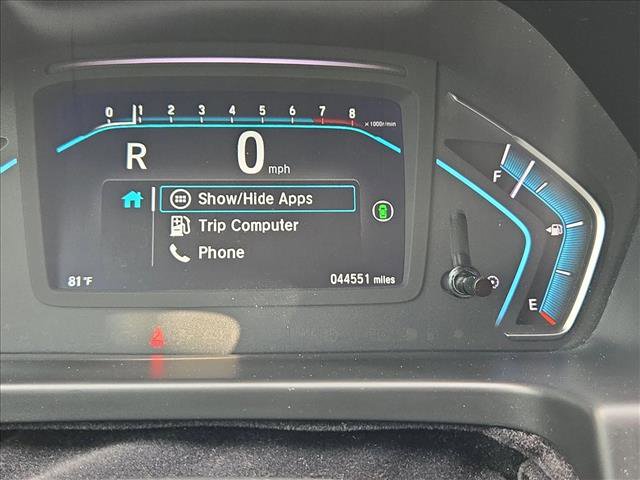 0 1 2 3 4 5 6 7 8
x 1000r/min
R 0 mph
Show/Hide Apps
Trip Computer
Phone
81°F 044551 miles
F
E